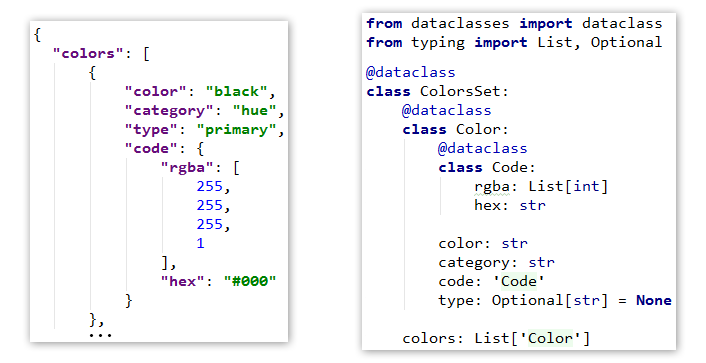 {
"colors": [
{
"color": "black",
"category": "hue",
"type": "primary",
"code": {
"rgba": [
255,
255,
255,
1
],
"hex": "#000"
}
},
...
from dataclasses import dataclass
from typing import List, Optional
@dataclass
class ColorsSet:
@dataclass
class Color:
@dataclass
class Code:
rgba: List[int]
hex: str
color: str
category: str
code: 'Code'
type: Optional[str] = None
colors: List['Color']